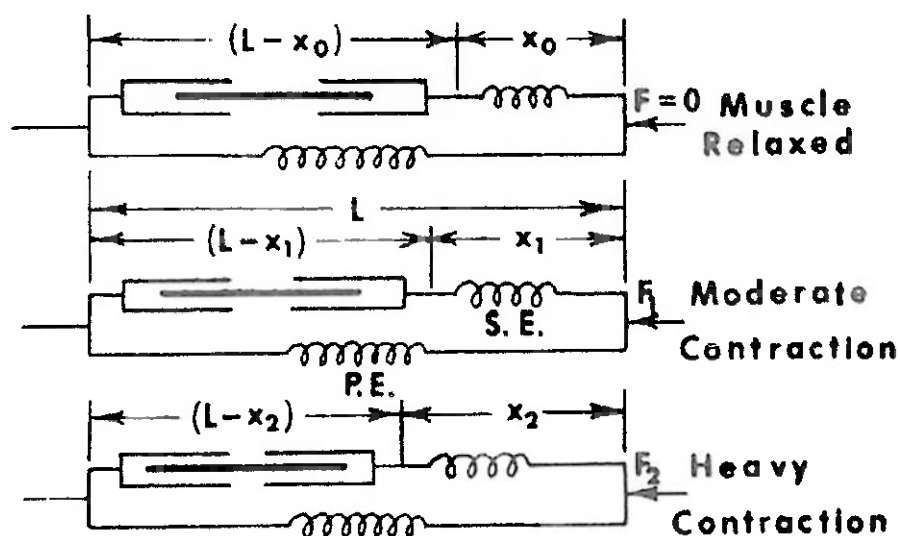 (L-x₀) x₀
F=0 Muscle
Relaxed
L
(L-x₁) x₁
F₁ Moderate
S.E.
Contraction
P.E.
(L-x₂) x₂
F₂ Heavy
Contraction